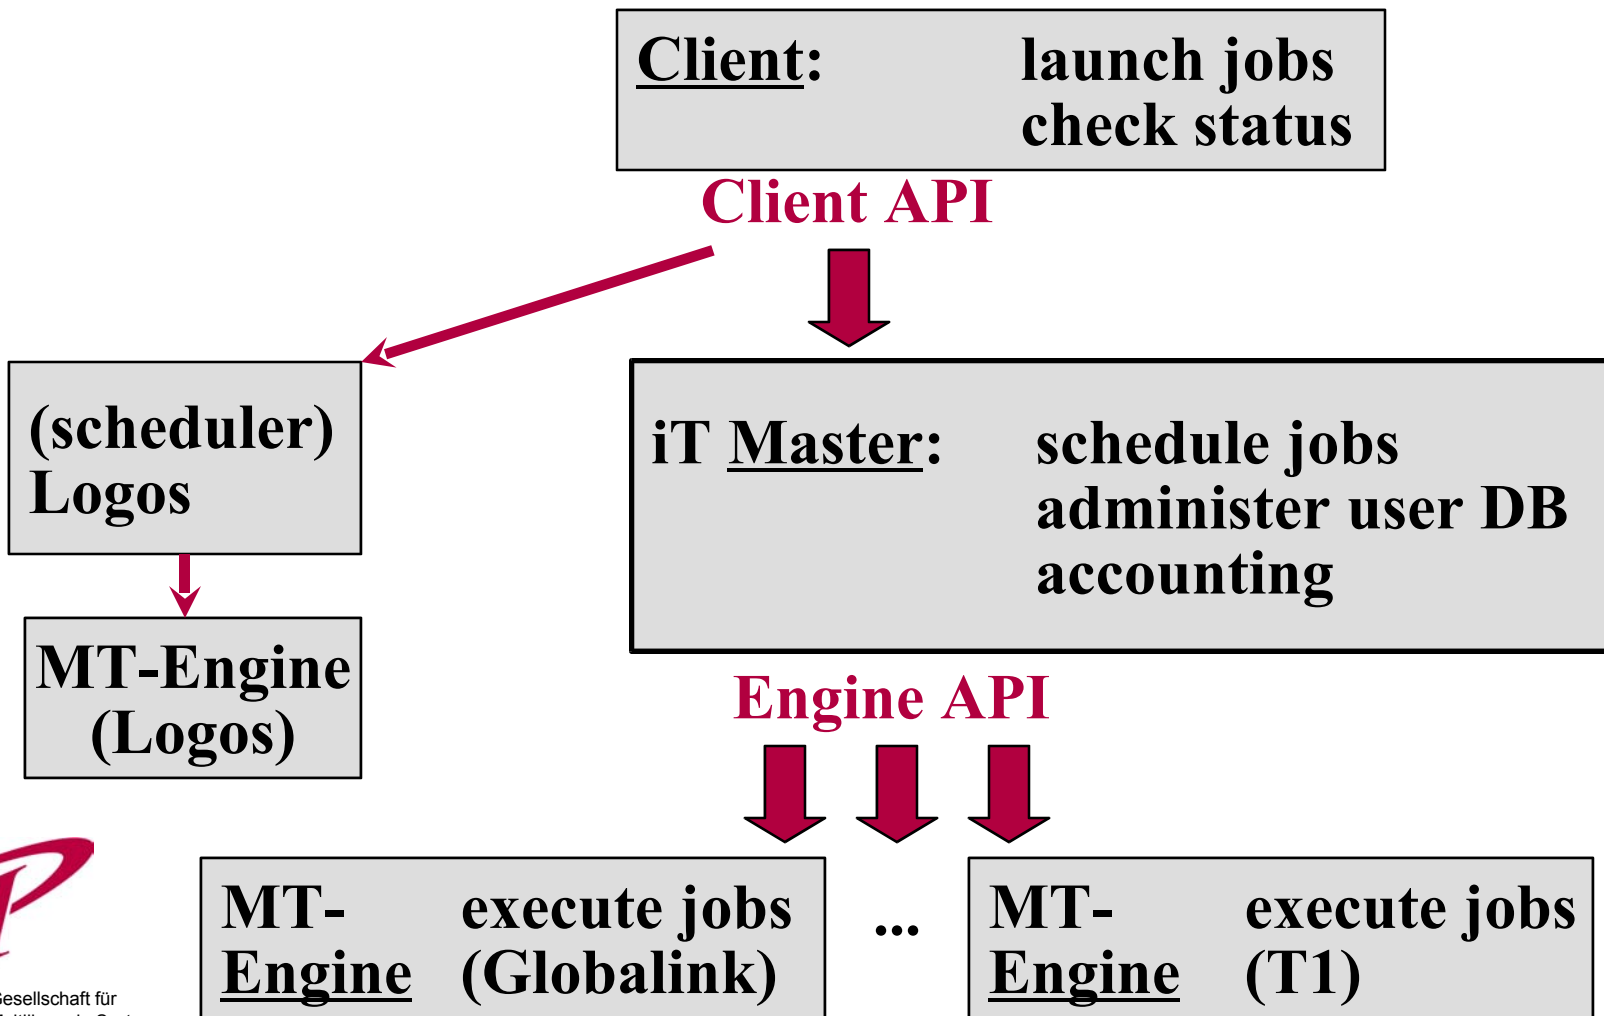 Client: launch jobs
check status
Client API
(scheduler)
Logos
iT Master: schedule jobs
administer user DB
accounting
MT-Engine
(Logos)
Engine API
MT- execute jobs
Engine (Globalink)
...
MT- execute jobs
Engine (T1)
P
Gesellschaft für